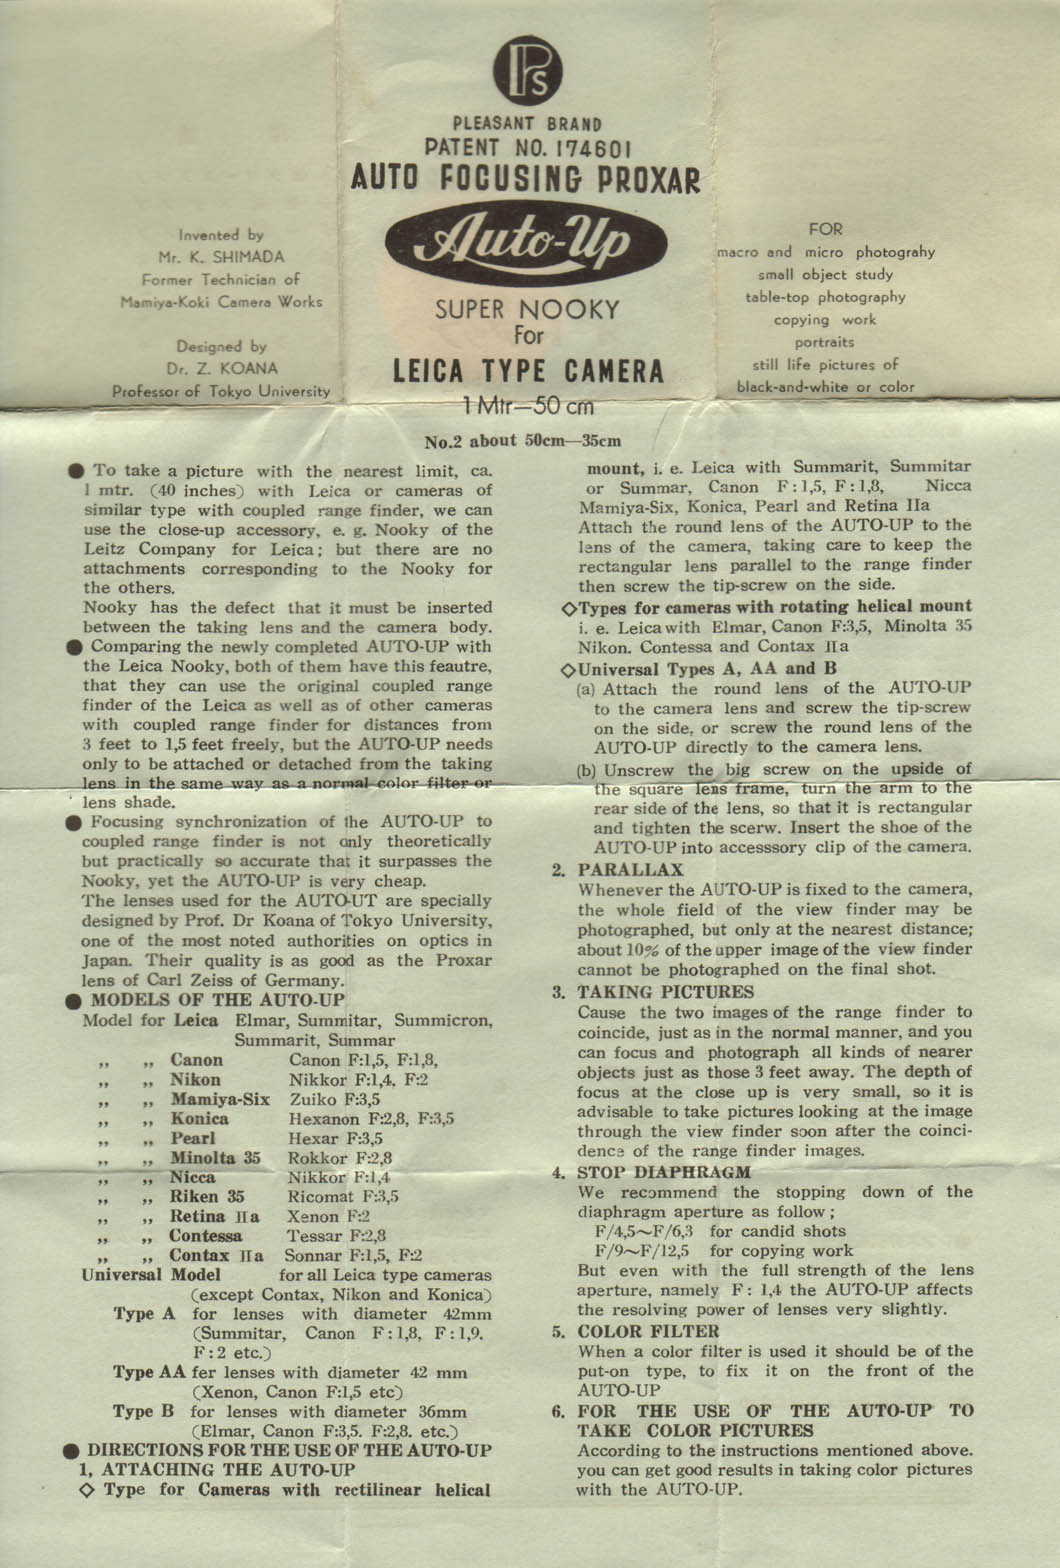 PS
PLEASANT BRAND
PATENT NO. 174601
AUTO FOCUSING PROXAR
Auto-Up
SUPER NOOKY
For
LEICA TYPE CAMERA
1 Mtr—50 cm
No.2 about 50cm—35cm
Invented by
Mr. K. SHIMADA
Former Technician of
Mamiya-Koki Camera Works
Designed by
Dr. Z. KOANA
Professor of Tokyo University
FOR
macro and micro photograhy
small object study
table-top photography
copying work
portraits
still life pictures of
black-and-white or color
● To take a picture with the nearest limit, ca.
1 mtr. (40 inches) with Leica or cameras of
similar type with coupled range finder, we can
use the close-up accessory, e. g. Nooky of the
Leitz Company for Leica; but there are no
attachments corresponding to the Nooky for
the others.
Nooky has the defect that it must be inserted
between the taking lens and the camera body.
● Comparing the newly completed AUTO-UP with
the Leica Nooky, both of them have this feautre,
that they can use the original coupled range
finder of the Leica as well as of other cameras
with coupled range finder for distances from
3 feet to 1,5 feet freely, but the AUTO-UP needs
only to be attached or detached from the taking
lens in the same way as a normal color filter or
lens shade.
● Focusing synchronization of the AUTO-UP to
coupled range finder is not only theoretically
but practically so accurate that it surpasses the
Nooky, yet the AUTO-UP is very cheap.
The lenses used for the AUTO-UT are specially
designed by Prof. Dr Koana of Tokyo University,
one of the most noted authorities on optics in
Japan. Their quality is as good as the Proxar
lens of Carl Zeiss of Germany.
● MODELS OF THE AUTO-UP
Model for Leica Elmar, Summitar, Summicron,
Summarit, Summar
,, ,, Canon Canon F:1,5, F:1,8,
,, ,, Nikon Nikkor F:1,4. F:2
,, ,, Mamiya-Six Zuiko F:3,5
,, ,, Konica Hexanon F:2,8, F:3,5
,, ,, Pearl Hexar F:3,5
,, ,, Minolta 35 Rokkor F:2,8
,, ,, Nicca Nikkor F:1,4
,, ,, Riken 35 Ricomat F:3,5
,, ,, Retina IIa Xenon F:2
,, ,, Contessa Tessar F:2,8
,, ,, Contax IIa Sonnar F:1,5, F:2
Universal Model for all Leica type cameras
(except Contax, Nikon and Konica)
Type A for lenses with diameter 42mm
(Summitar, Canon F:1,8, F:1,9.
F:2 etc.)
Type AA fer lenses with diameter 42 mm
(Xenon, Canon F:1,5 etc)
Type B for lenses with diameter 36mm
(Elmar, Canon F:3,5. F:2,8. etc.)
● DIRECTIONS FOR THE USE OF THE AUTO-UP
1, ATTACHING THE AUTO-UP
◇ Type for Cameras with rectilinear helical
mount, i. e. Leica with Summarit, Summitar
or Summar, Canon F:1,5, F:1,8, Nicca
Mamiya-Six, Konica, Pearl and Retina IIa
Attach the round lens of the AUTO-UP to the
lens of the camera, taking care to keep the
rectangular lens parallel to the range finder
then screw the tip-screw on the side.
◇Types for cameras with rotating helical mount
i. e. Leica with Elmar, Canon F:3,5, Minolta 35
Nikon. Contessa and Contax IIa
◇Universal Types A, AA and B
(a) Attach the round lens of the AUTO-UP
to the camera lens and screw the tip-screw
on the side, or screw the round lens of the
AUTO-UP directly to the camera lens.
(b) Unscrew the big screw on the upside of
the square lens frame, turn the arm to the
rear side of the lens, so that it is rectangular
and tighten the scerw. Insert the shoe of the
AUTO-UP into accesssory clip of the camera.
2. PARALLAX
Whenever the AUTO-UP is fixed to the camera,
the whole field of the view finder may be
photographed, but only at the nearest distance;
about 10% of the upper image of the view finder
cannot be photographed on the final shot.
3. TAKING PICTURES
Cause the two images of the range finder to
coincide, just as in the normal manner, and you
can focus and photograph all kinds of nearer
objects just as those 3 feet away. The depth of
focus at the close up is very small, so it is
advisable to take pictures looking at the image
through the view finder soon after the coinci-
dence of the range finder images.
4. STOP DIAPHRAGM
We recommend the stopping down of the
diaphragm aperture as follow;
F/4,5~F/6,3 for candid shots
F/9~F/12,5 for copying work
But even with the full strength of the lens
aperture, namely F: 1,4 the AUTO-UP affects
the resolving power of lenses very slightly.
5. COLOR FILTER
When a color filter is used it should be of the
put-on type, to fix it on the front of the
AUTO-UP
6. FOR THE USE OF THE AUTO-UP TO
TAKE COLOR PICTURES
According to the instructions mentioned above.
you can get good results in taking color pictures
with the AUTO-UP.